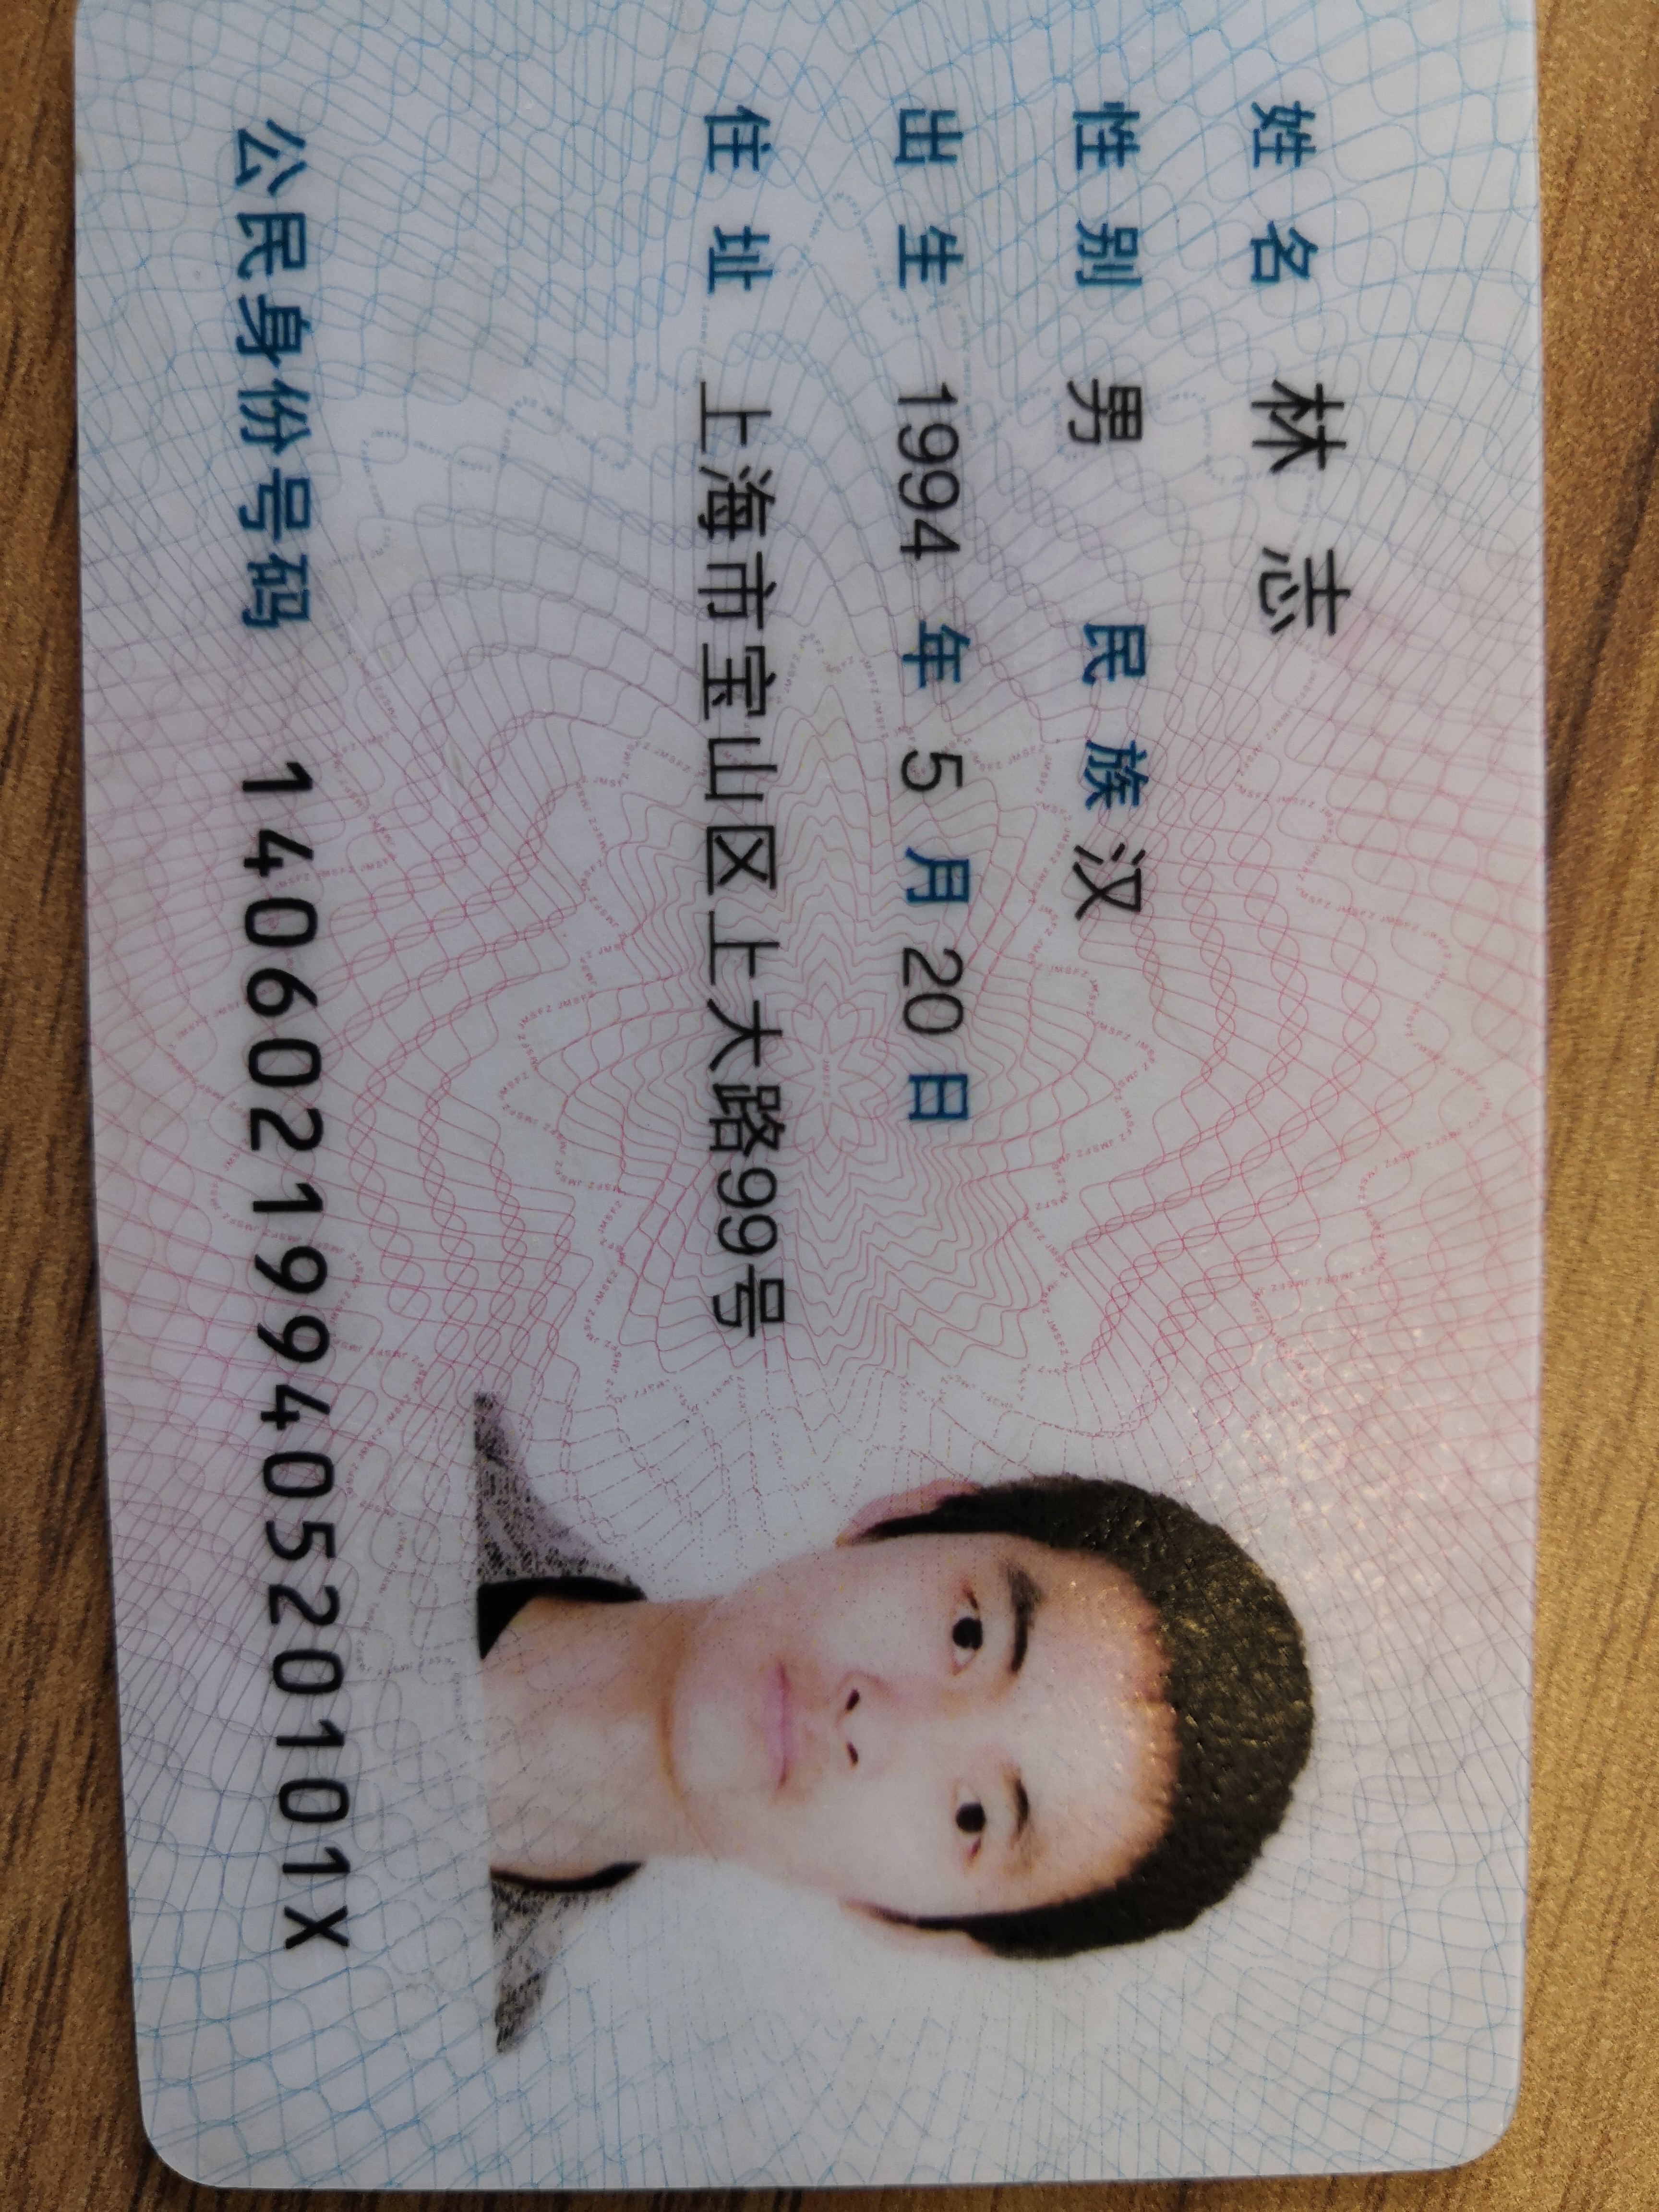 姓名 林志
性别 男 民族 汉
出生 1994 年 5 月 20 日
住址 上海市宝山区上大路99号
公民身份号码 14060219940520101X